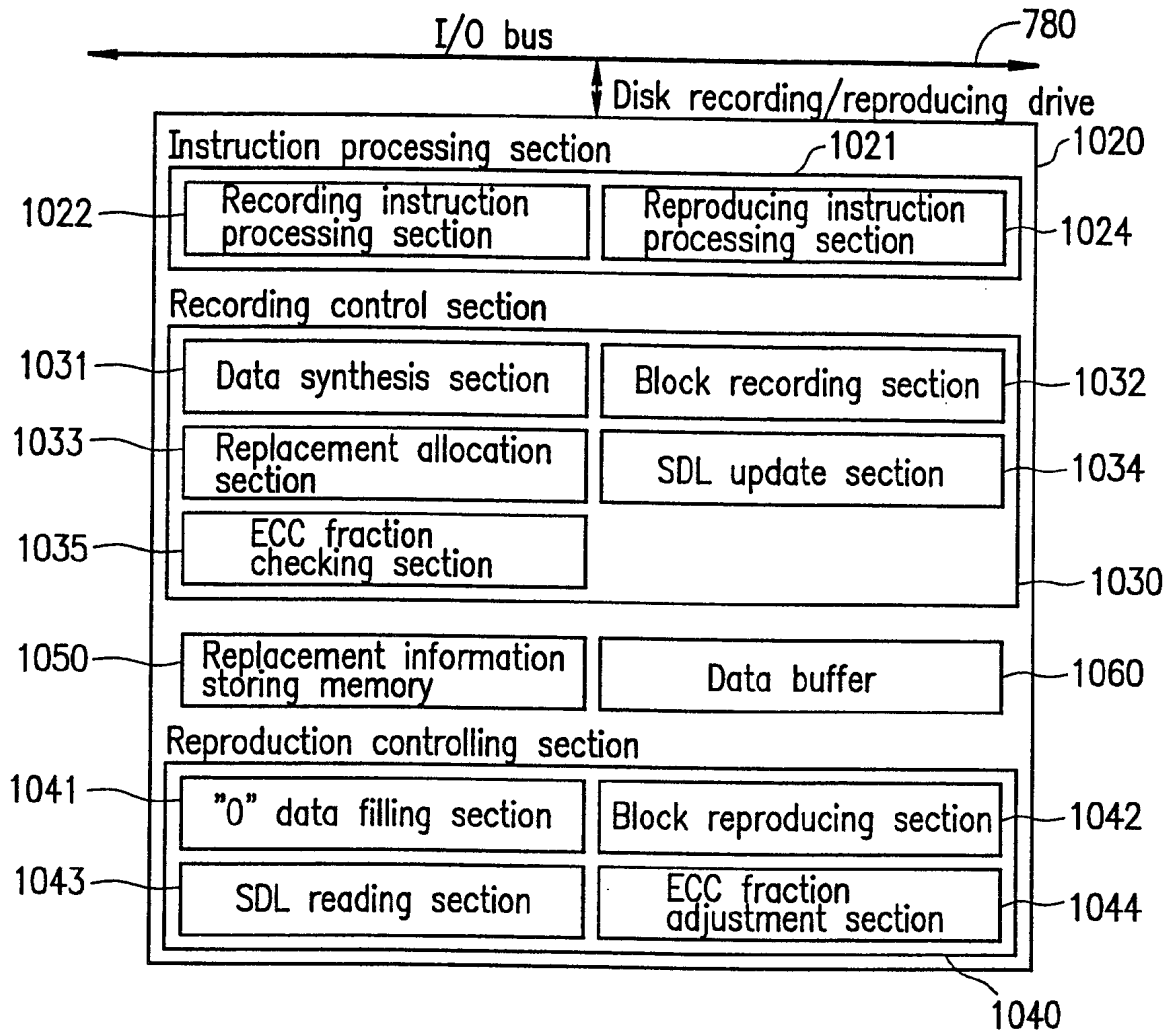 I/O bus
780
Disk recording/reproducing drive
Instruction processing section
1021
1020
1022
Recording instruction
processing section
Reproducing instruction
processing section
1024
Recording control section
1031
Data synthesis section
Block recording section
1032
1033
Replacement allocation
section
SDL update section
1034
1035
ECC fraction
checking section
1030
1050
Replacement information
storing memory
Data buffer
1060
Reproduction controlling section
1041
"0" data filling section
Block reproducing section
1042
1043
SDL reading section
ECC fraction
adjustment section
1044
1040